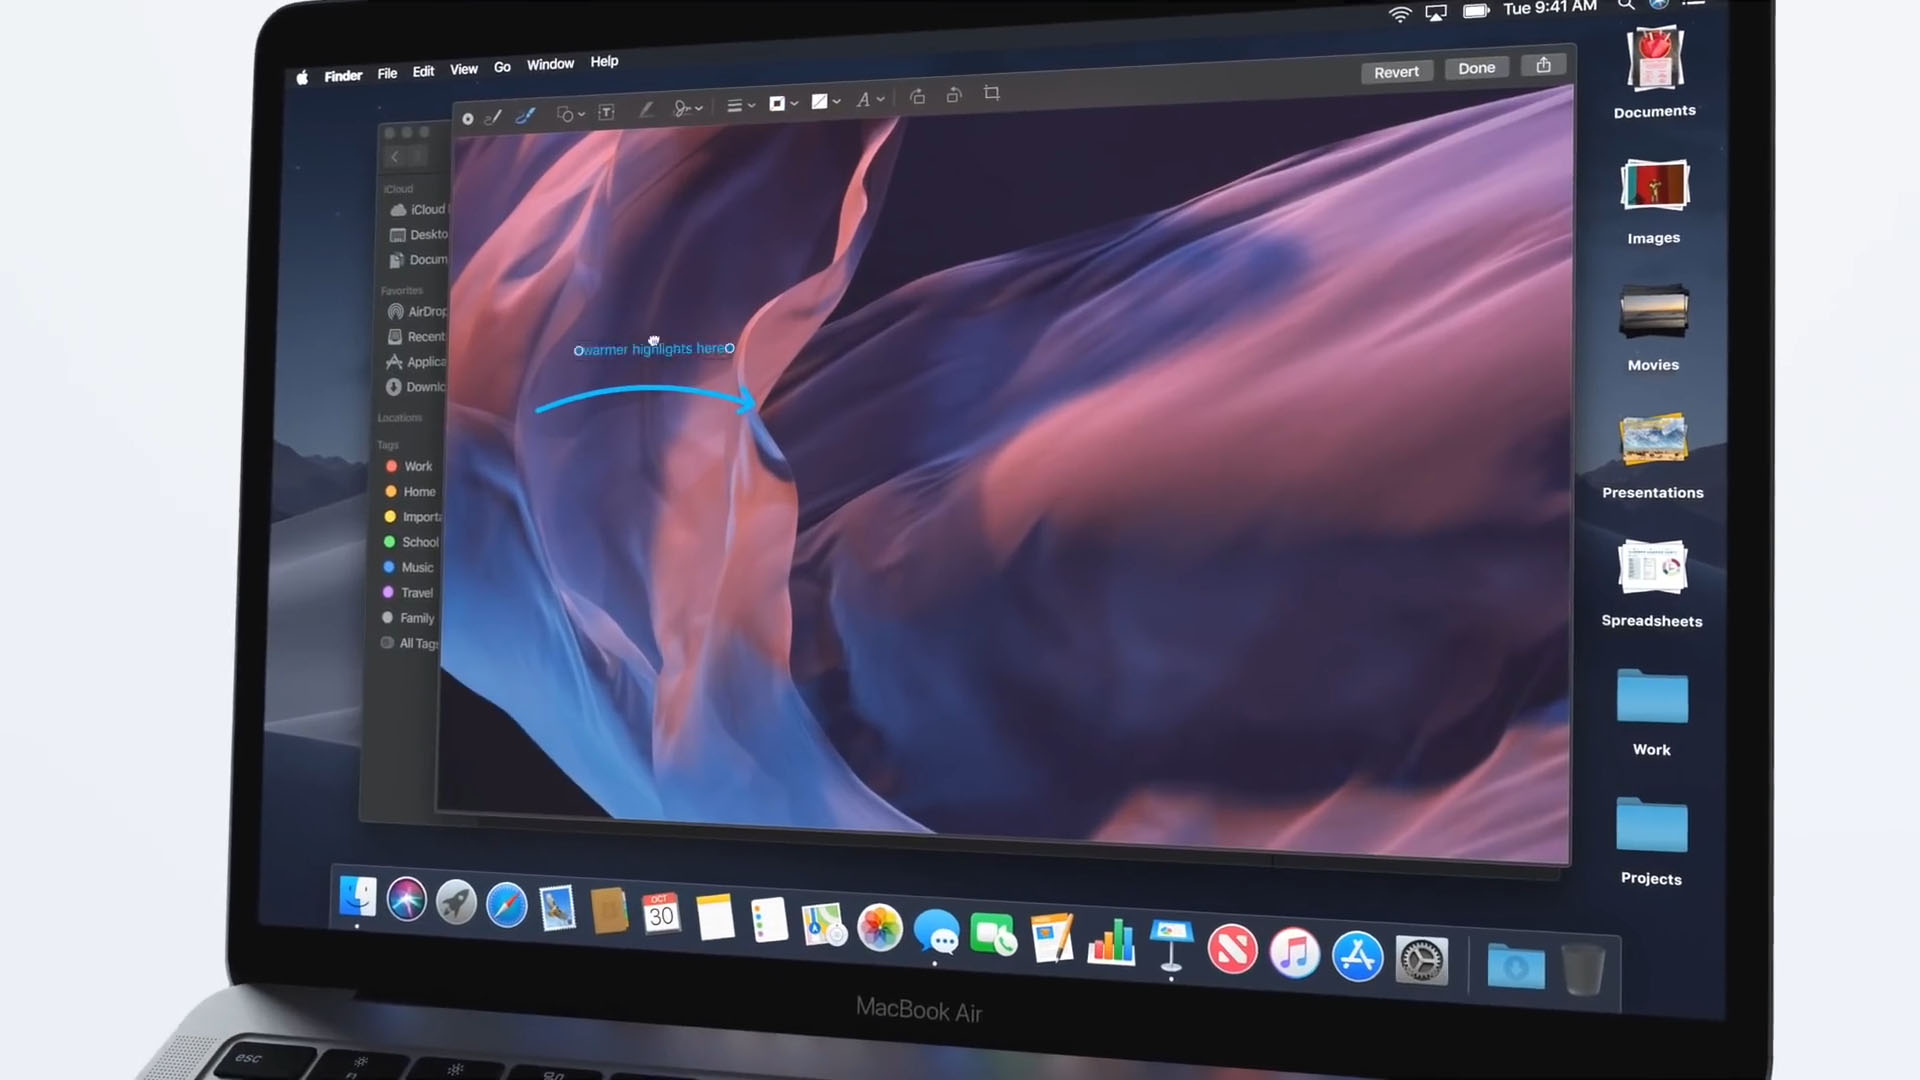 Finder File Edit View Go Window Help
Tue 9:41 AM
Revert Done
iCloud
iCloud
Deskto
Docum
Favorites
AirDrop
Recent
Applica
Downlo
Locations
Tags
Work
Home
Importa
School
Music
Travel
Family
All Tags
warmer highlights here
Documents
Images
Movies
Presentations
Spreadsheets
Work
Projects
OCT
30
MacBook Air
esc
F1